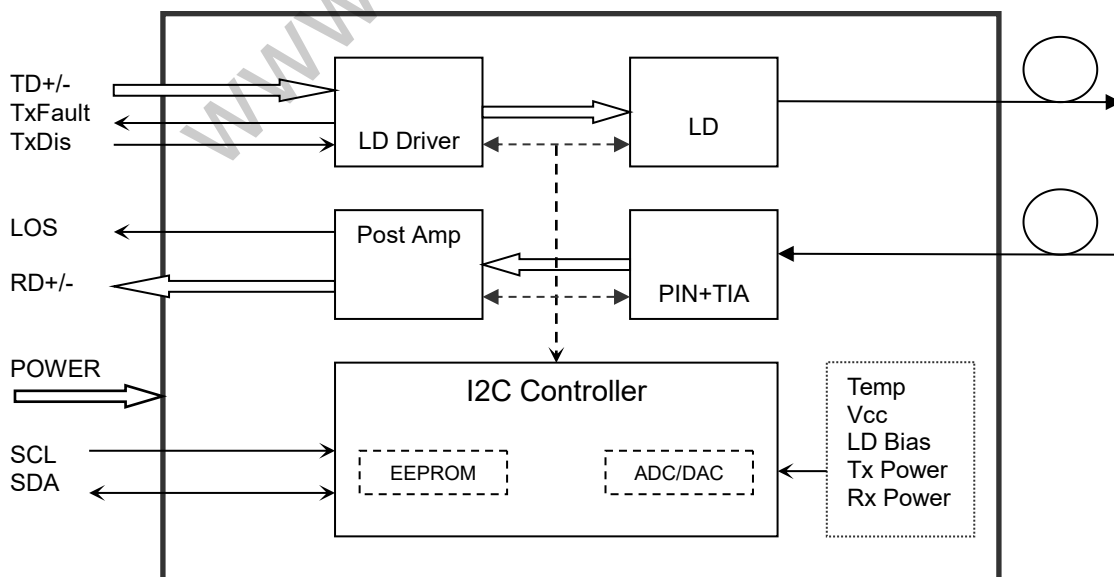 www
TD+/-
TxFault
TxDis
LD Driver
LD
LOS
Post Amp
RD+/-
PIN+TIA
POWER
I2C Controller
Temp
Vcc
LD Bias
Tx Power
Rx Power
SCL
SDA
EEPROM
ADC/DAC